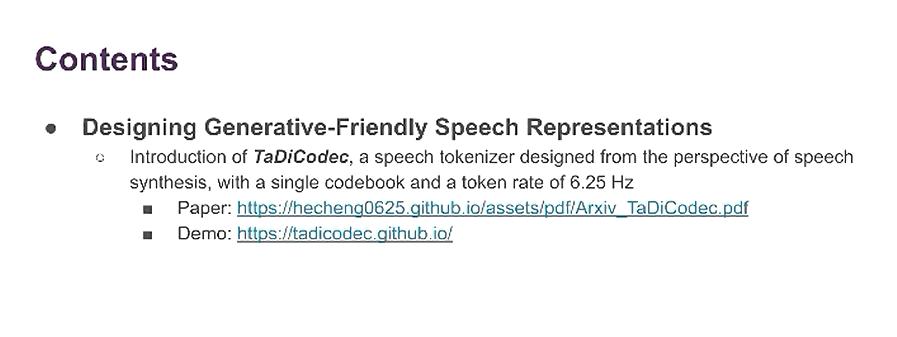 Contents
● Designing Generative-Friendly Speech Representations
○ Introduction of TaDiCodec, a speech tokenizer designed from the perspective of speech
synthesis, with a single codebook and a token rate of 6.25 Hz
■ Paper: https://hecheng0625.github.io/assets/pdf/Arxiv_TaDiCodec.pdf
■ Demo: https://tadicodec.github.io/